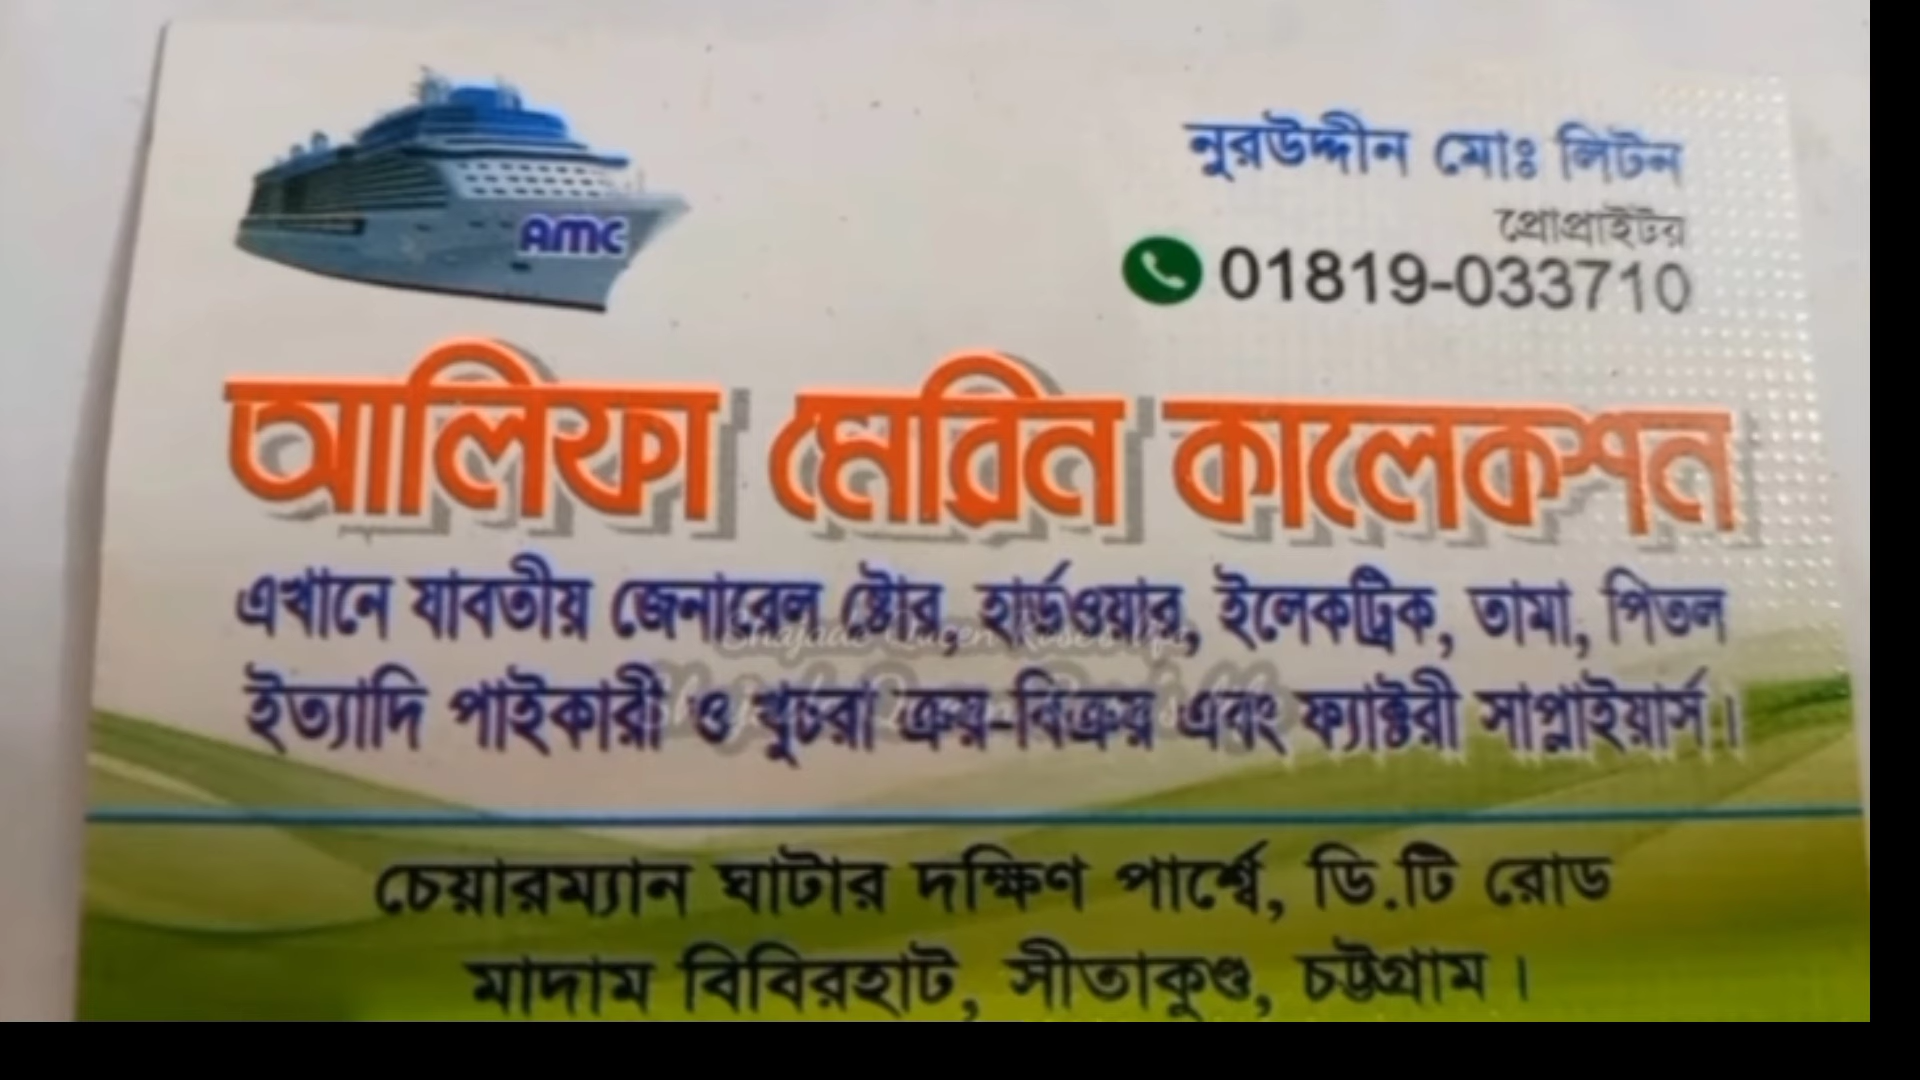 AMC
নুরউদ্দীন মোঃ লিটন
প্রোপ্রাইটর
01819-033710
আলিফা মেরিন কালেকশন
এখানে যাবতীয় জেনারেল ষ্টোর, হার্ডওয়ার, ইলেকট্রিক, তামা, পিতল
ইত্যাদি পাইকারী ও খুচরা ক্রয়-বিক্রয় এবং ফ্যাক্টরী সাপ্লাইয়ার্স।
চেয়ারম্যান ঘাটার দক্ষিণ পার্শ্বে, ডি.টি রোড
মাদাম বিবিরহাট, সীতাকুণ্ড, চট্টগ্রাম।